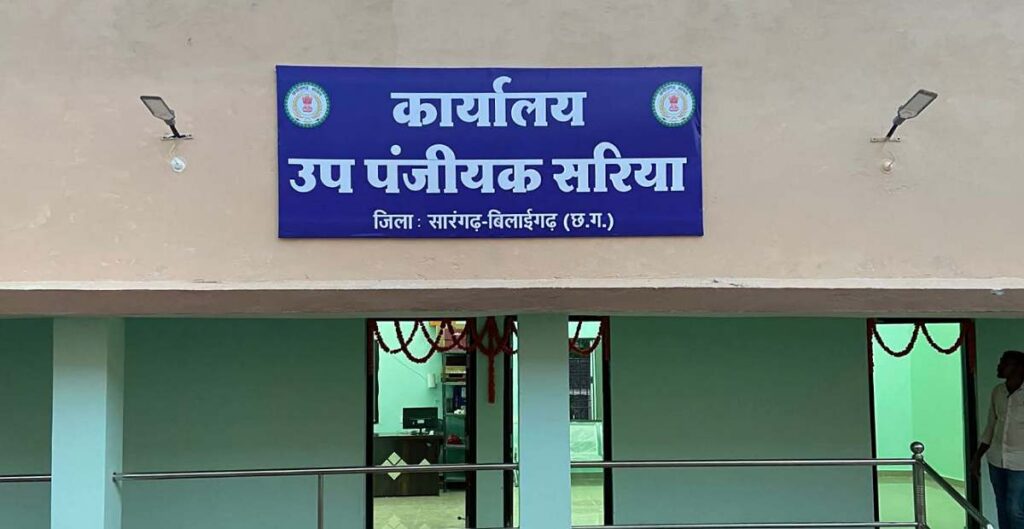 कार्यालय
उप पंजीयक सरिया
जिला : सारंगढ़-बिलाईगढ़ (छ.ग.)